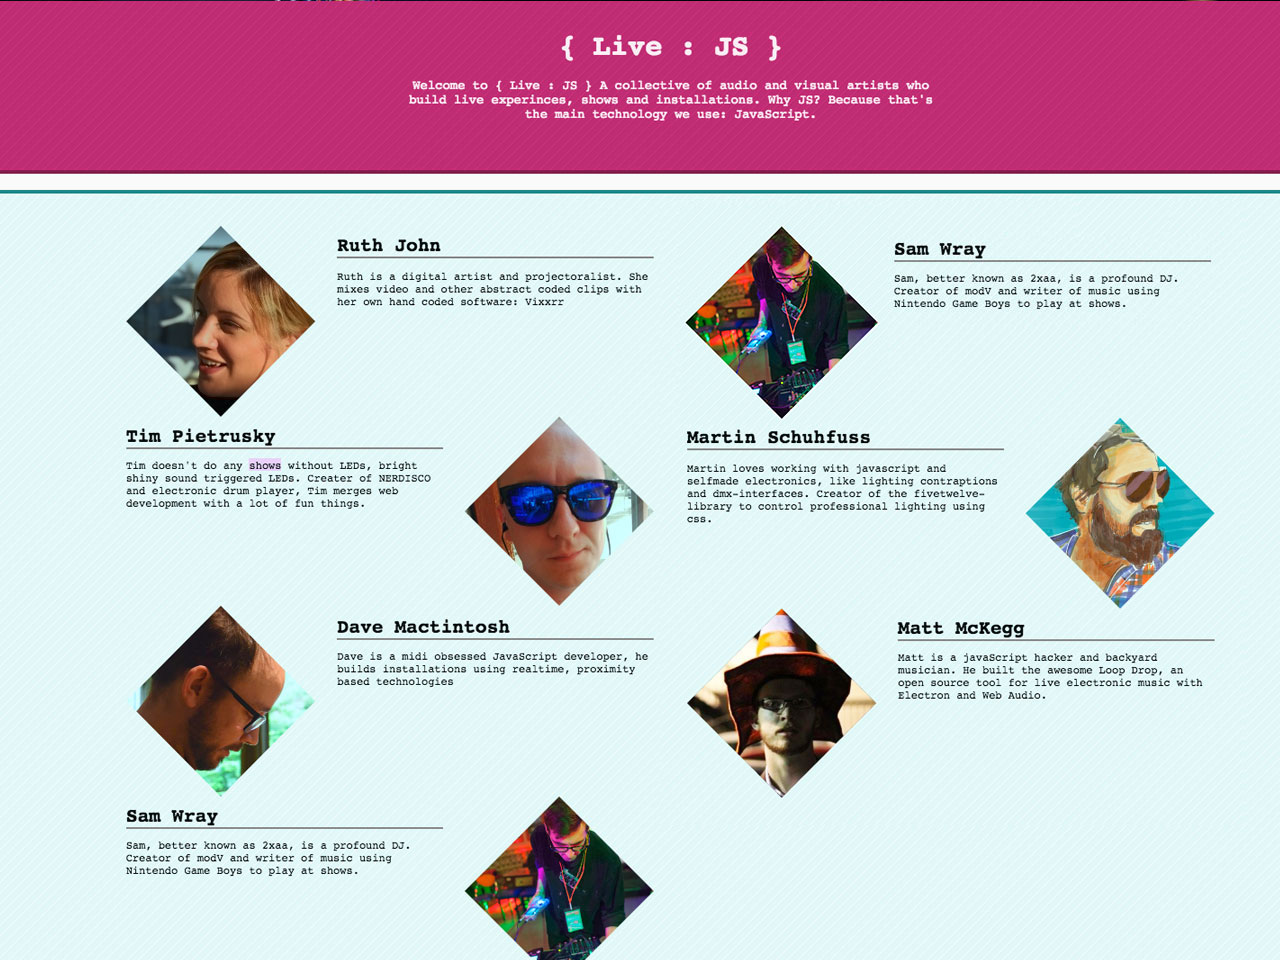 { Live : JS }
Welcome to { Live : JS } A collective of audio and visual artists who
build live experinces, shows and installations. Why JS? Because that's
the main technology we use: JavaScript.
Ruth John
Ruth is a digital artist and projectoralist. She
mixes video and other abstract coded clips with
her own hand coded software: Vixxrr
Sam Wray
Sam, better known as 2xaa, is a profound DJ.
Creator of modV and writer of music using
Nintendo Game Boys to play at shows.
Tim Pietrusky
Tim doesn't do any shows without LEDs, bright
shiny sound triggered LEDs. Creater of NERDISCO
and electronic drum player, Tim merges web
development with a lot of fun things.
Martin Schuhfuss
Martin loves working with javascript and
selfmade electronics, like lighting contraptions
and dmx-interfaces. Creator of the fivetwelve-
library to control professional lighting using
css.
Dave Mactintosh
Dave is a midi obsessed JavaScript developer, he
builds installations using realtime, proximity
based technologies
Matt McKegg
Matt is a javaScript hacker and backyard
musician. He built the awesome Loop Drop, an
open source tool for live electronic music with
Electron and Web Audio.
Sam Wray
Sam, better known as 2xaa, is a profound DJ.
Creator of modV and writer of music using
Nintendo Game Boys to play at shows.